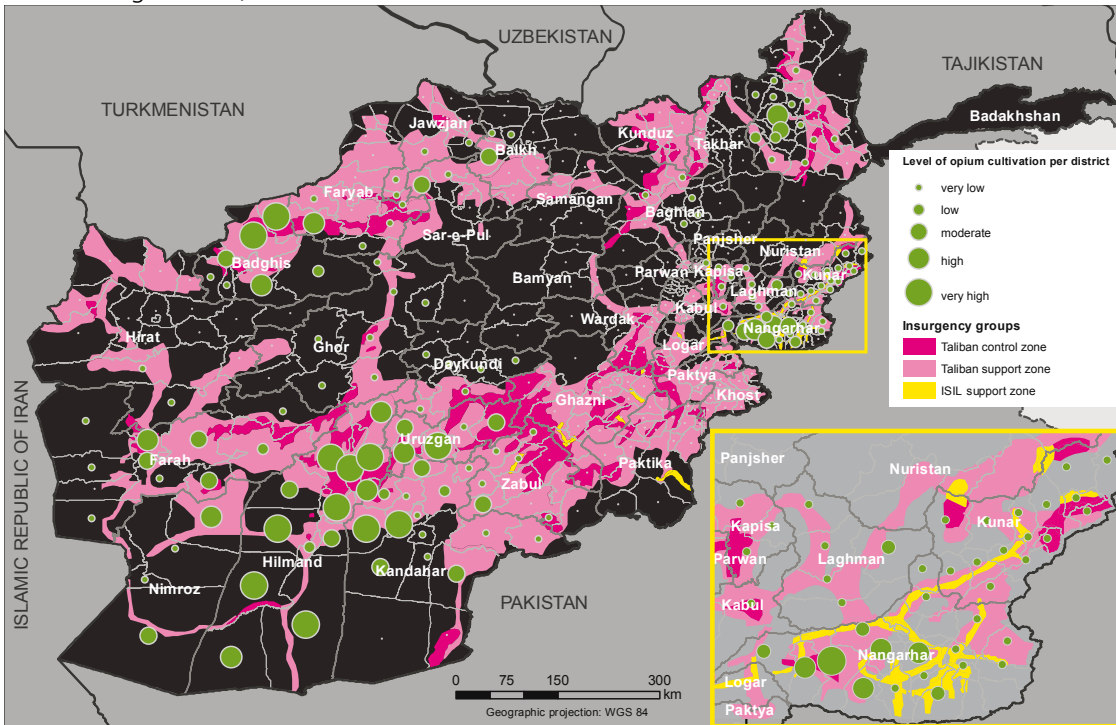 UZBEKISTAN
TAJIKISTAN
TURKMENISTAN
Badakhshan
Jawzjan
Balkh
Kunduz
Takhar
Faryab
Samangan
Baghlan
Sar-e-Pul
Panjsher
Nuristan
Badghis
Bamyan
Parwan
Kapisa
Kunar
Laghman
Kabul
Hirat
Wardak
Nangarhar
Ghor
Logar
Daykundi
Paktya
Ghazni
Khost
Uruzgan
Farah
Paktika
Zabul
Hilmand
Kandahar
Nimroz
PAKISTAN
ISLAMIC REPUBLIC OF IRAN
Level of opium cultivation per district
very low
low
moderate
high
very high
Insurgency groups
Taliban control zone
Taliban support zone
ISIL support zone
Panjsher
Nuristan
Kapisa
Kunar
Parwan
Laghman
Kabul
Nangarhar
Logar
Paktya
0 75 150 300
km
Geographic projection: WGS 84